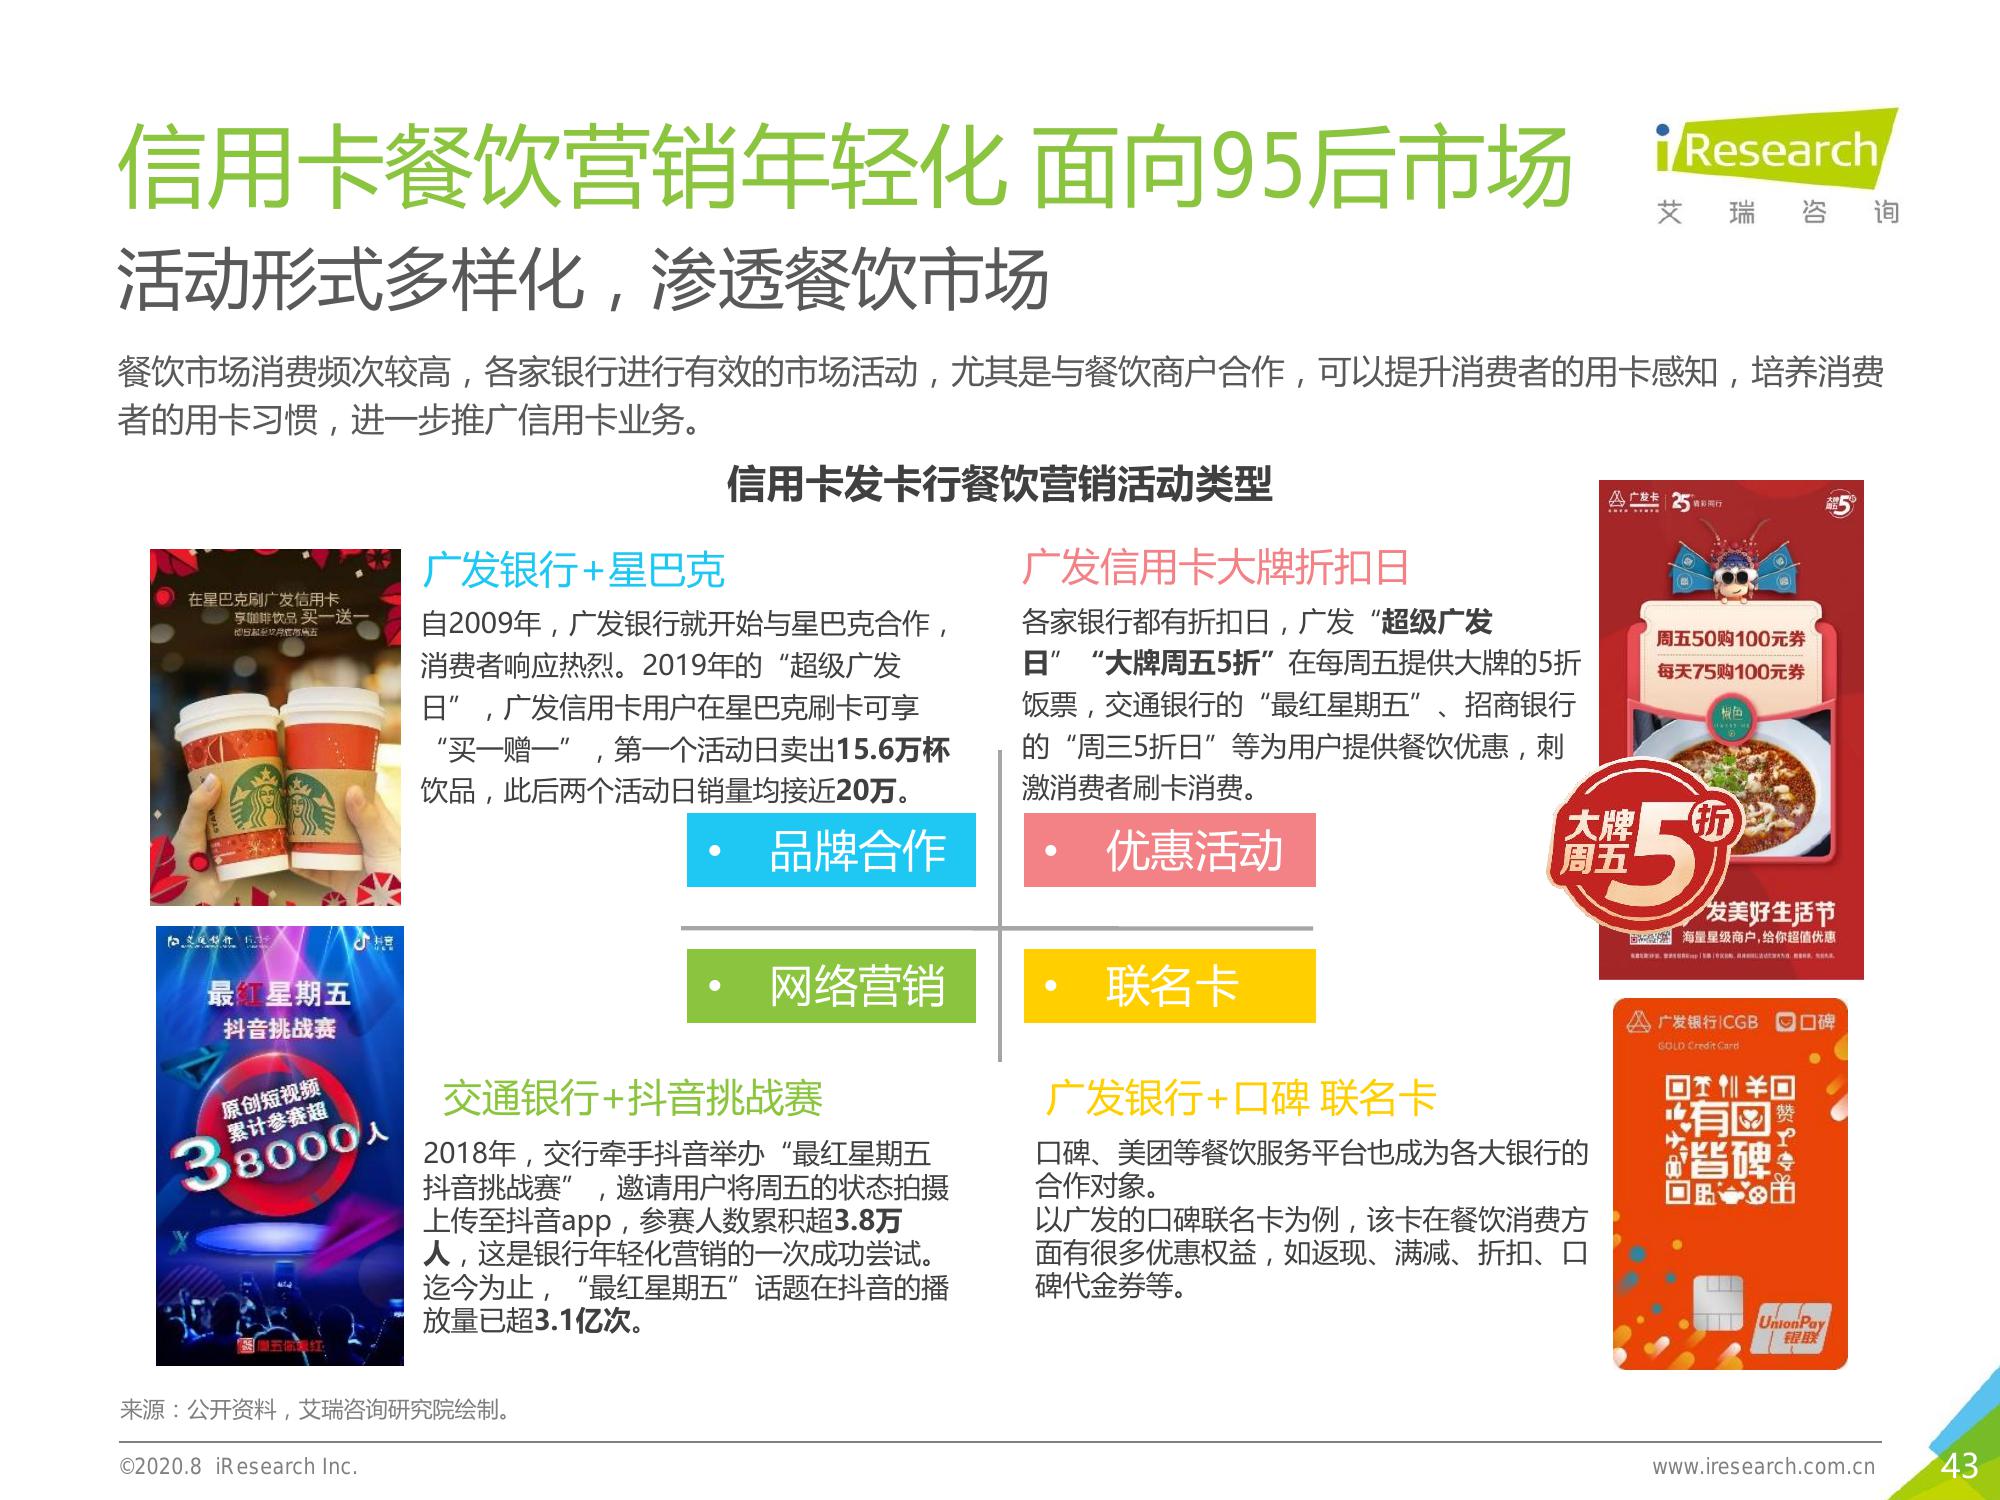 信用卡餐饮营销年轻化 面向95后市场
iResearch
艾瑞咨询
活动形式多样化，渗透餐饮市场
餐饮市场消费频次较高，各家银行进行有效的市场活动，尤其是与餐饮商户合作，可以提升消费者的用卡感知，培养消费
者的用卡习惯，进一步推广信用卡业务。
信用卡发卡行餐饮营销活动类型
在星巴克刷广发信用卡
享咖啡饮品 买一送一
广发银行+星巴克
自2009年，广发银行就开始与星巴克合作，
消费者响应热烈。2019年的“超级广发
日”，广发信用卡用户在星巴克刷卡可享
“买一赠一”，第一个活动日卖出15.6万杯
饮品，此后两个活动日销量均接近20万。
• 品牌合作
广发信用卡大牌折扣日
各家银行都有折扣日，广发“超级广发
日” “大牌周五5折”在每周五提供大牌的5折
饭票，交通银行的“最红星期五”、招商银行
的“周三5折日”等为用户提供餐饮优惠，刺
激消费者刷卡消费。
• 优惠活动
广发卡 25
大牌周五5折
周五50购100元券
每天75购100元券
椒色
大牌
周五
5折
发美好生活节
海量星级商户,给你超值优惠
交通银行 抖音
最红星期五
抖音挑战赛
原创短视频
累计参赛超
38000人
• 网络营销
交通银行+抖音挑战赛
2018年，交行牵手抖音举办“最红星期五
抖音挑战赛”，邀请用户将周五的状态拍摄
上传至抖音app，参赛人数累积超3.8万
人，这是银行年轻化营销的一次成功尝试。
迄今为止，“最红星期五”话题在抖音的播
放量已超3.1亿次。
• 联名卡
广发银行+口碑 联名卡
口碑、美团等餐饮服务平台也成为各大银行的
合作对象。
以广发的口碑联名卡为例，该卡在餐饮消费方
面有很多优惠权益，如返现、满减、折扣、口
碑代金券等。
广发银行|CGB 口碑
GOLD Credit Card
有口
赞
皆碑
UnionPay
银联
来源：公开资料，艾瑞咨询研究院绘制。
©2020.8 iResearch Inc.
www.iresearch.com.cn
43